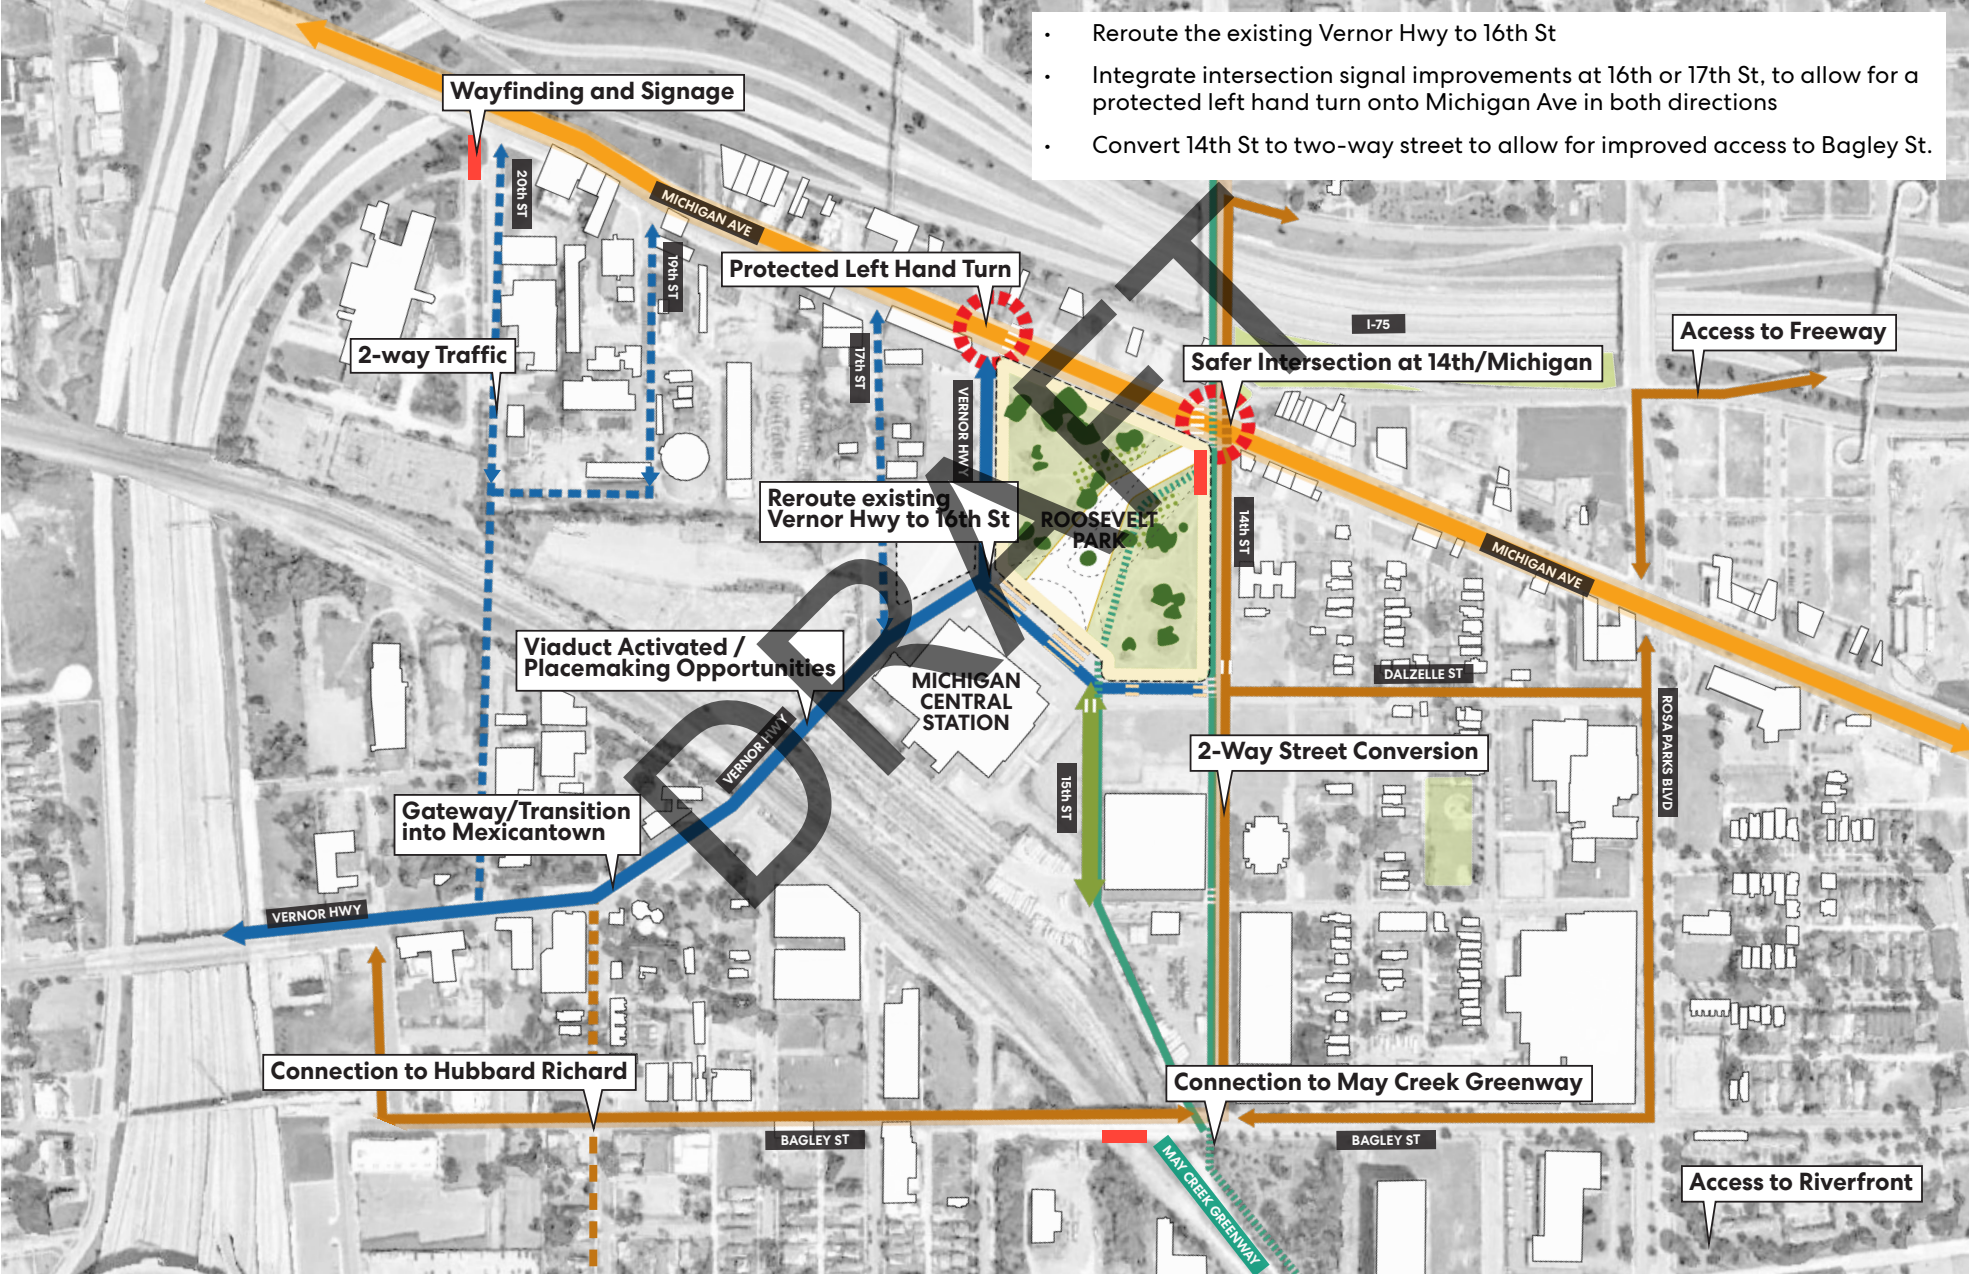 • Reroute the existing Vernor Hwy to 16th St
• Integrate intersection signal improvements at 16th or 17th St, to allow for a
protected left hand turn onto Michigan Ave in both directions
• Convert 14th St to two-way street to allow for improved access to Bagley St.
Wayfinding and Signage
20th ST
MICHIGAN AVE
19th ST
Protected Left Hand Turn
I-75
Access to Freeway
2-way Traffic
17th ST
Safer Intersection at 14th/Michigan
VERNOR HWY
Reroute existing
Vernor Hwy to 16th St
ROOSEVELT
PARK
14th ST
MICHIGAN AVE
DRAFT
Viaduct Activated /
Placemaking Opportunities
MICHIGAN
CENTRAL
STATION
DALZELLE ST
ROSA PARKS BLVD
VERNOR HWY
2-Way Street Conversion
15th ST
Gateway/Transition
into Mexicantown
VERNOR HWY
Connection to Hubbard Richard
Connection to May Creek Greenway
BAGLEY ST
BAGLEY ST
MAY CREEK GREENWAY
Access to Riverfront